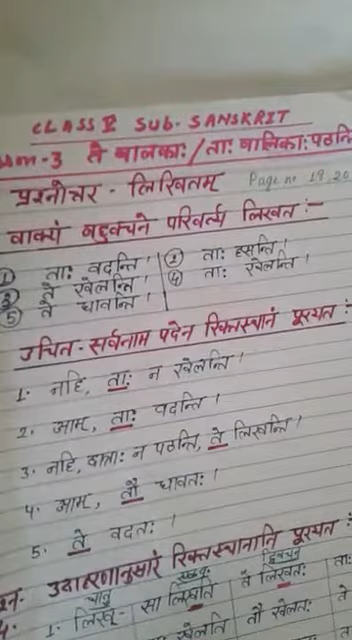 CLASS V SUB. SANSKRIT
3 ते बालका: / ता: बालिका: पठन्ति
प्रश्नोत्तर - लिखितम् Page no 19,20
वाक्यं बहुवचने परिवर्त्य लिखत :-
① ता: वदन्ति । ② ता: हसन्ति ।
③ ते खेलन्ति । ④ ता: खेलन्ति ।
⑤ ते धावन्ति ।
उचित-सर्वनाम पदेन रिक्तस्थानं पूरयत :
1. नहि, ता: न खेलन्ति ।
2. आम्, ता: वदन्ति ।
3. नहि, छात्रा: न पठन्ति, ते लिखन्ति ।
4. आम्, तौ धावत: ।
5. ते वदत: ।
उदाहरणानुसारं रिक्तस्थानानि पूरयत :
धातु एकवचन द्विवचन
1. लिख् - सा लिखति ते लिखत: ता:
खेलति तौ खेलत: ते